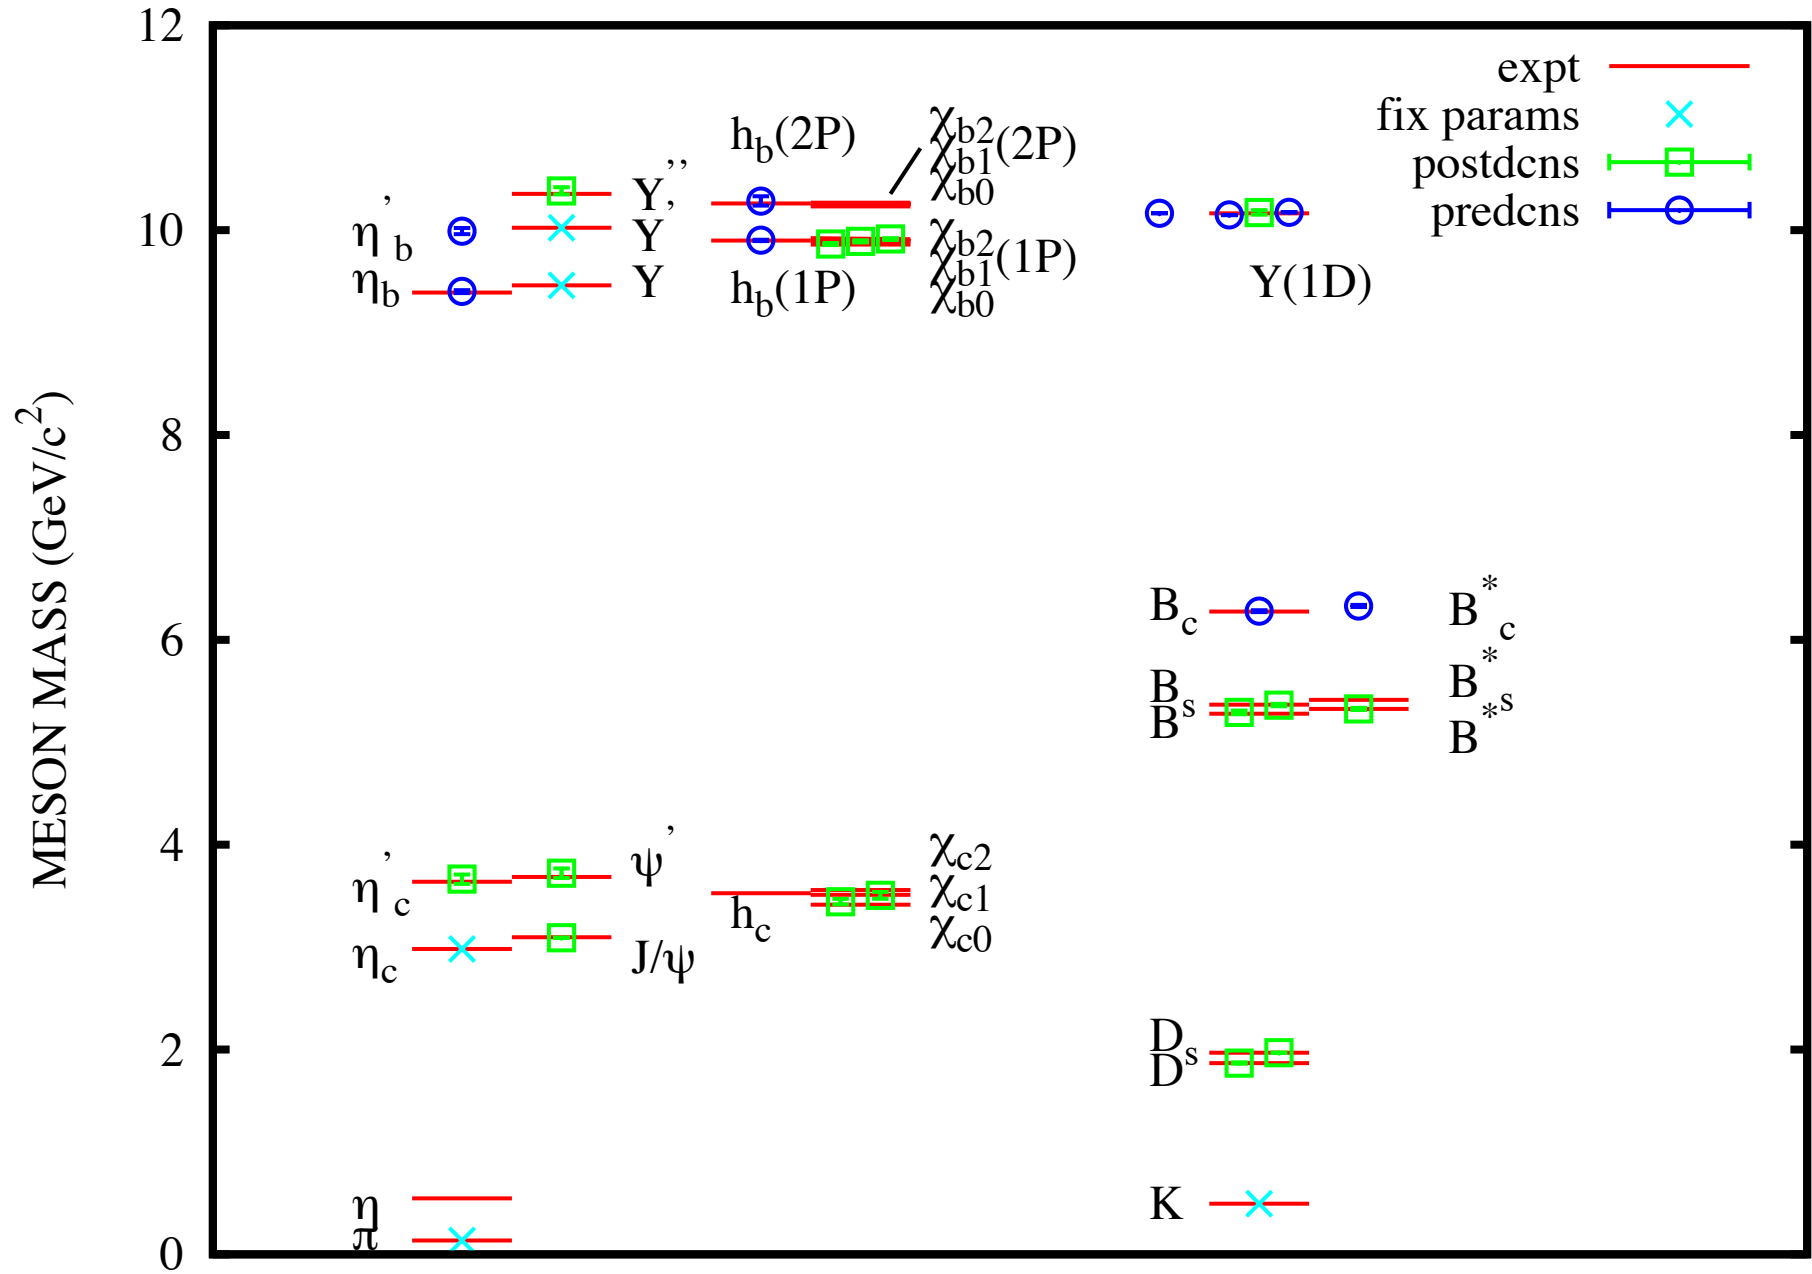 MESON MASS (GeV/c²)
12
10
8
6
4
2
0
expt
fix params
postdcns
predcns
η'b
ηb
Υ''
Υ'
Υ
hb(2P)
χb2
χb1(2P)
χb0
hb(1P)
χb2
χb1(1P)
χb0
Υ(1D)
Bc
B*c
Bs
B
B*s
B*
η'c
ψ'
ηc
J/ψ
hc
χc2
χc1
χc0
Ds
D
η
π
K